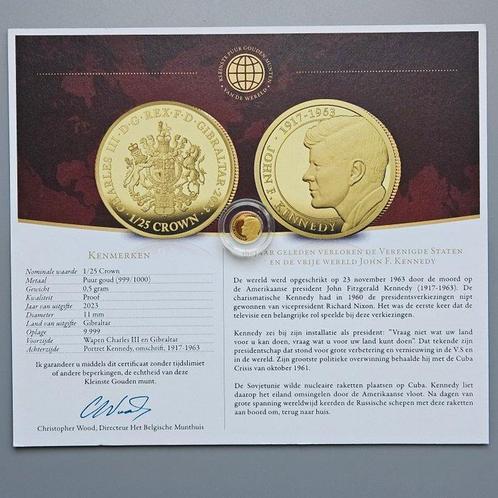 KLEINSTE PUUR GOUDEN MUNTEN
VAN DE WERELD
CHARLES III·D·G·REX·F·D·GIBRALTAR·2023
1/25 CROWN
JOHN F. KENNEDY · 1917-1963
KENMERKEN
Nominale waarde 1/25 Crown
Metaal Puur goud (999/1000)
Gewicht 0,5 gram
Kwaliteit Proof
Jaar van uitgifte 2023
Diameter 11 mm
Land van uitgifte Gibraltar
Oplage 9.999
Voorzijde Wapen Charles III en Gibraltar
Achterzijde Portret Kennedy, omschrift, 1917-1963
Ik garandeer u middels dit certificaat zonder tijdslimiet
of andere beperkingen, de echtheid van deze
Kleinste Gouden munt.
CWood
Christopher Wood, Directeur Het Belgische Munthuis
JAAR GELEDEN VERLOREN DE VERENIGDE STATEN
EN DE VRIJE WERELD JOHN F. KENNEDY
De wereld werd opgeschrikt op 23 november 1963 door de moord op
de Amerikaanse president John Fitzgerald Kennedy (1917-1963). De
charismatische Kennedy had in 1960 de presidentsverkiezingen nipt
gewonnen van vicepresident Richard Nixon. Het was de eerste keer dat de
televisie een belangrijke rol speelde bij deze verkiezingen.
Kennedy zei bij zijn installatie als president: "Vraag niet wat uw land
voor u kan doen, vraag wat u voor uw land kunt doen" Dat tekende zijn
presidentschap dat stond voor grote verbetering en vernieuwing in de V.S en
in de wereld. Zijn grootste politieke overwinning behaalde hij met de Cuba
Crisis van oktober 1961.
De Sovjetunie wilde nucleaire rakketten plaatsen op Cuba. Kennedy liet
daarop het eiland omsingelen door de Amerikaanse vloot. Na dagen van
grote spanning wereldwijd keerden de Russische schepen met deze raketten
aan boord om, terug naar huis.